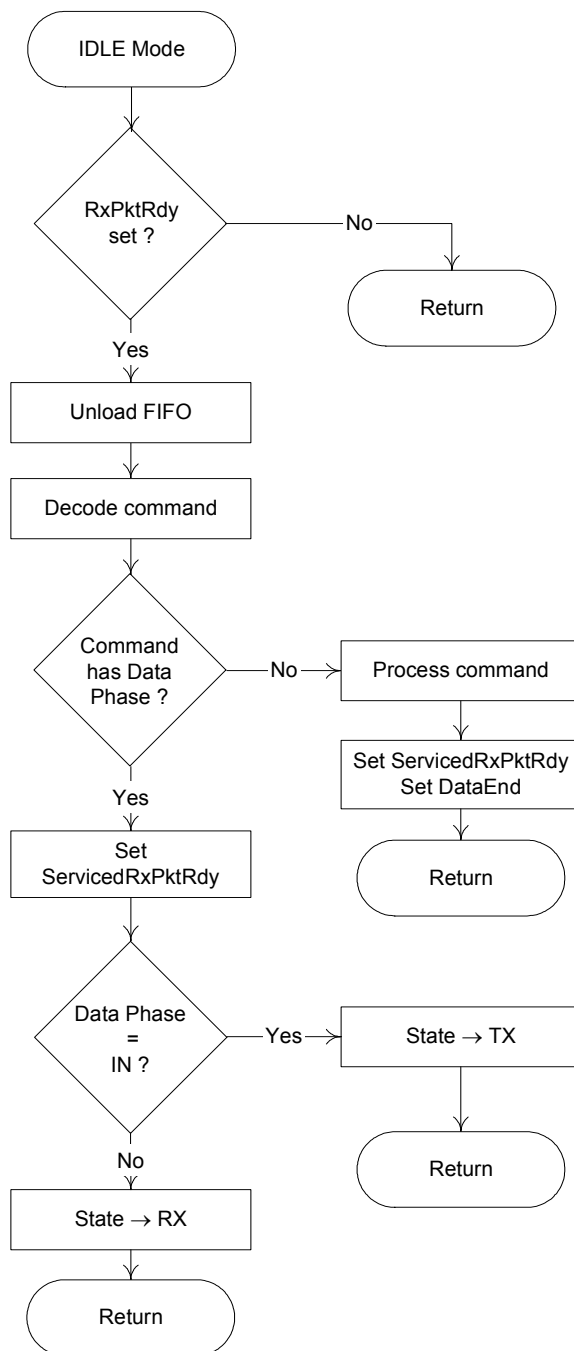 IDLE Mode
RxPktRdy
set ?
No
Return
Yes
Unload FIFO
Decode command
Command
has Data
Phase ?
No
Process command
Set ServicedRxPktRdy
Set DataEnd
Return
Yes
Set
ServicedRxPktRdy
Data Phase
=
IN ?
Yes
State → TX
Return
No
State → RX
Return